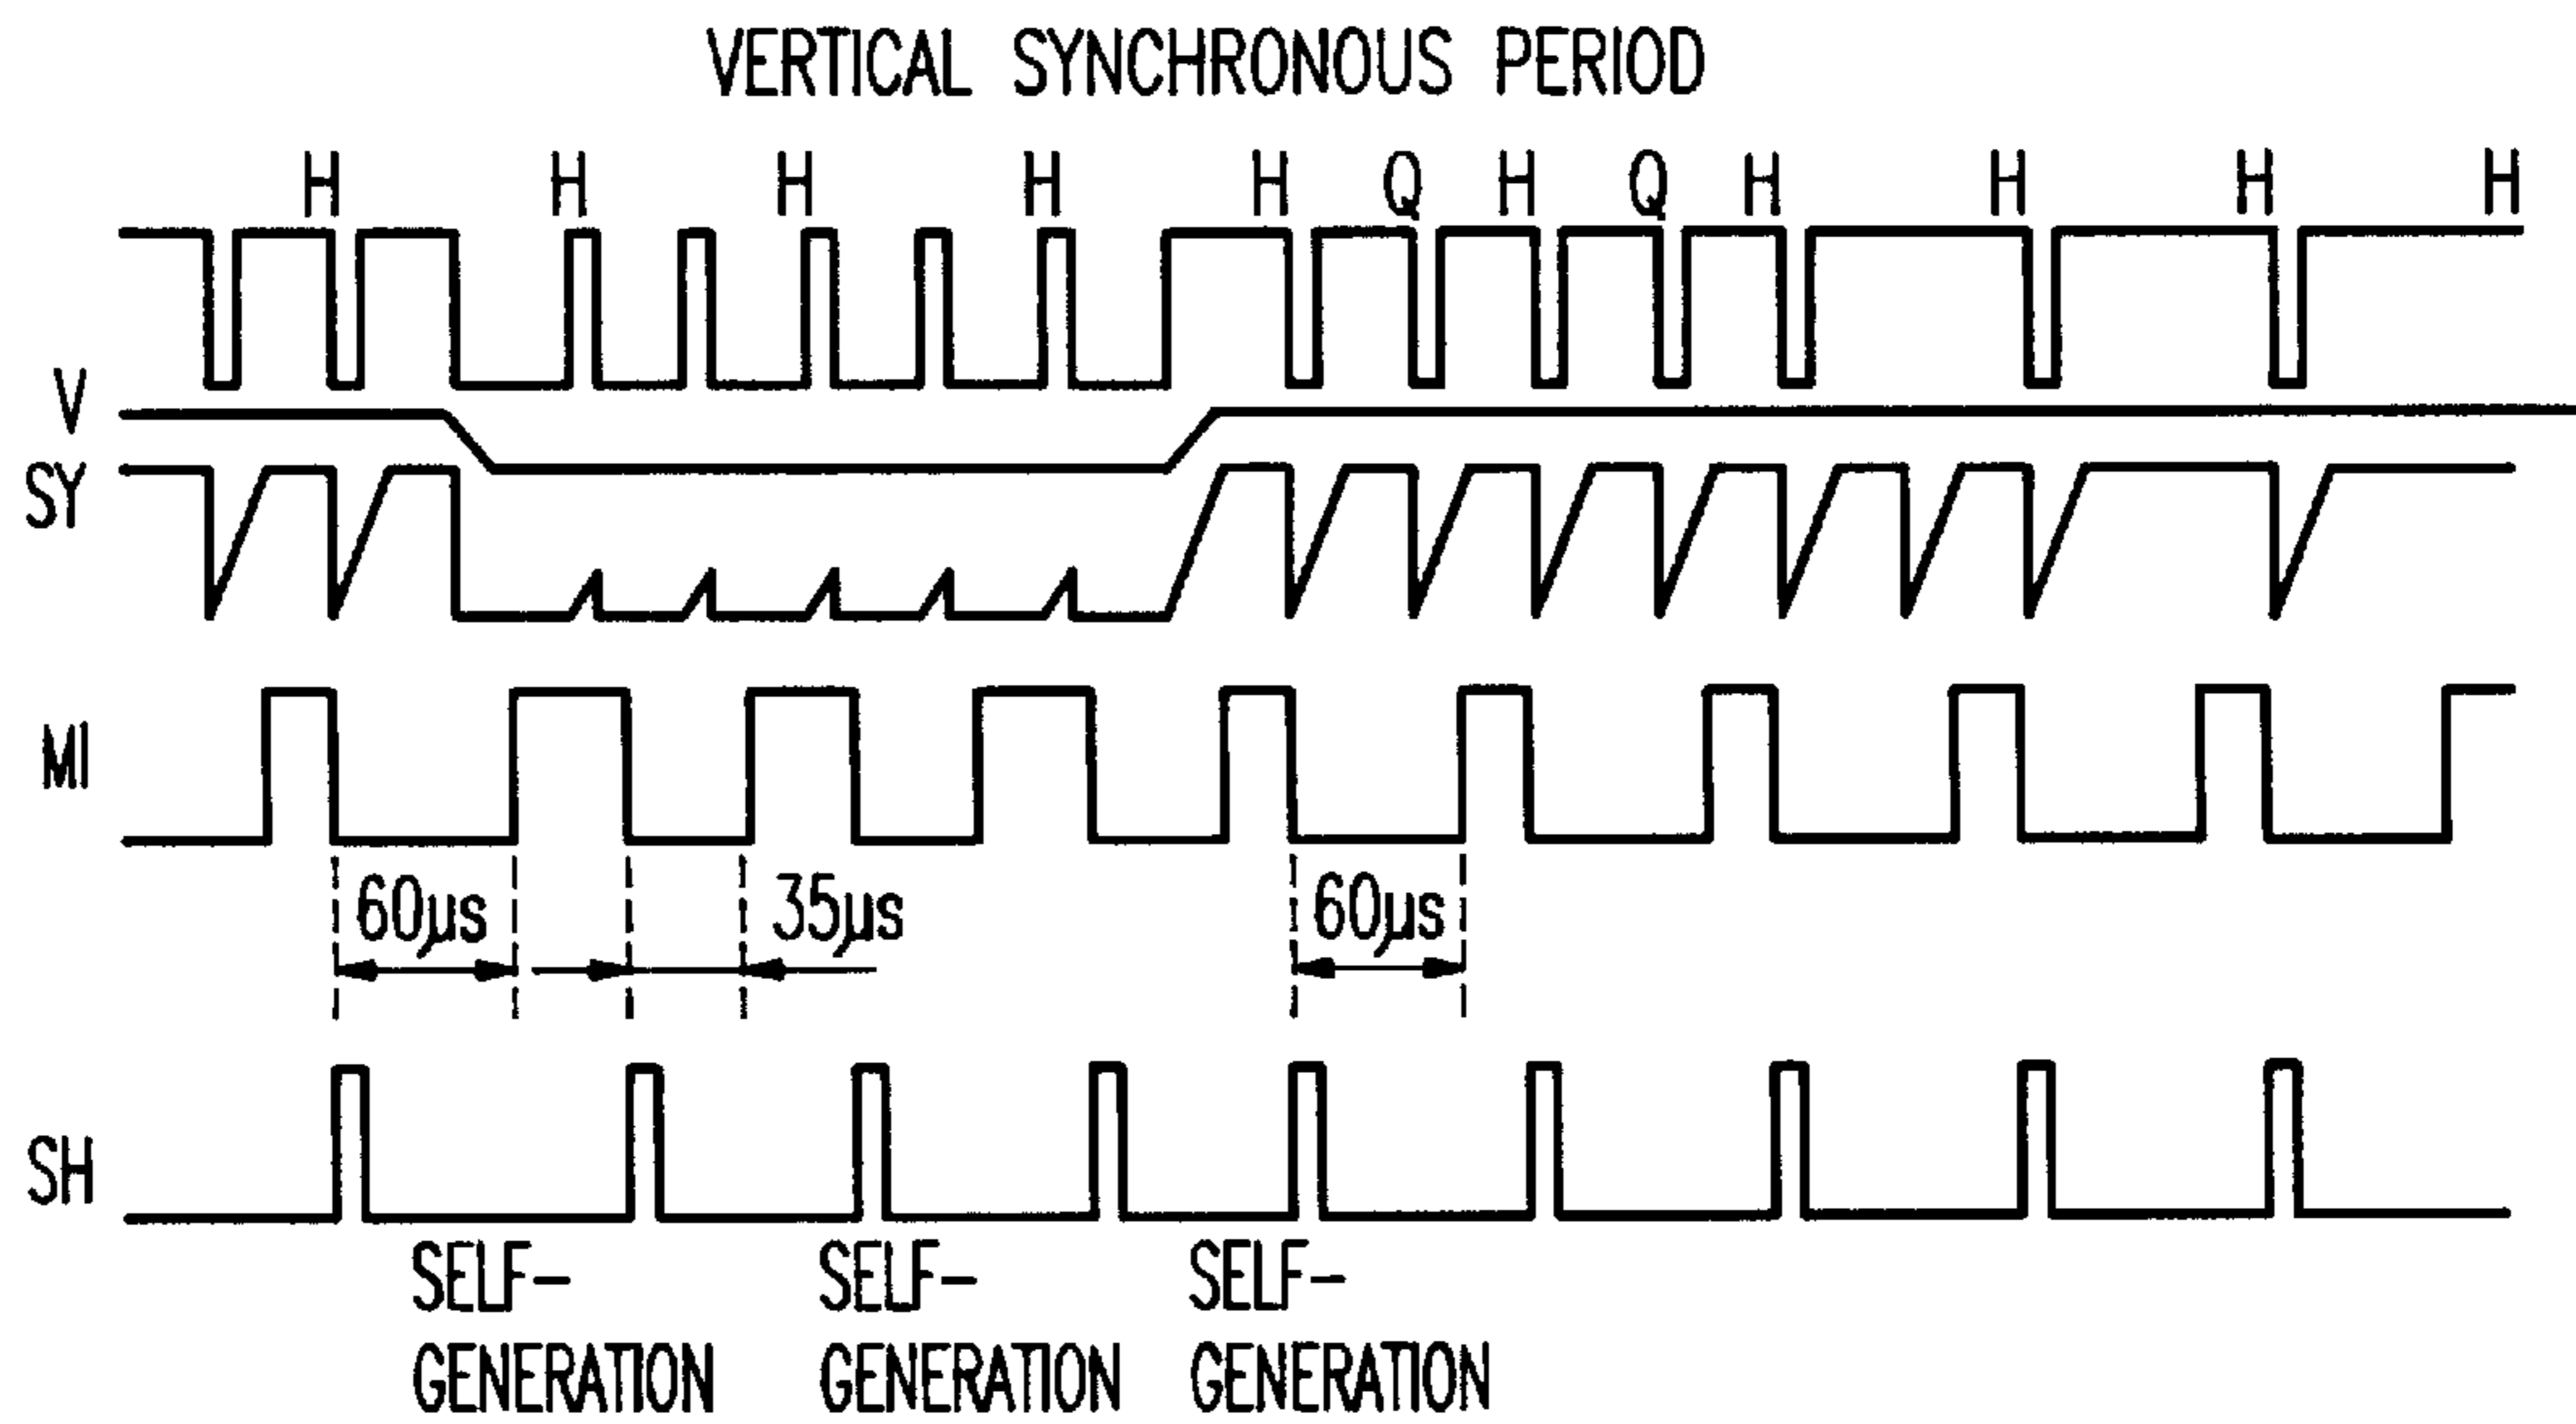 VERTICAL SYNCHRONOUS PERIOD
H H H H H Q H Q H H H H
V
SY
MI
60µs 35µs 60µs
SH
SELF- SELF- SELF-
GENERATION GENERATION GENERATION